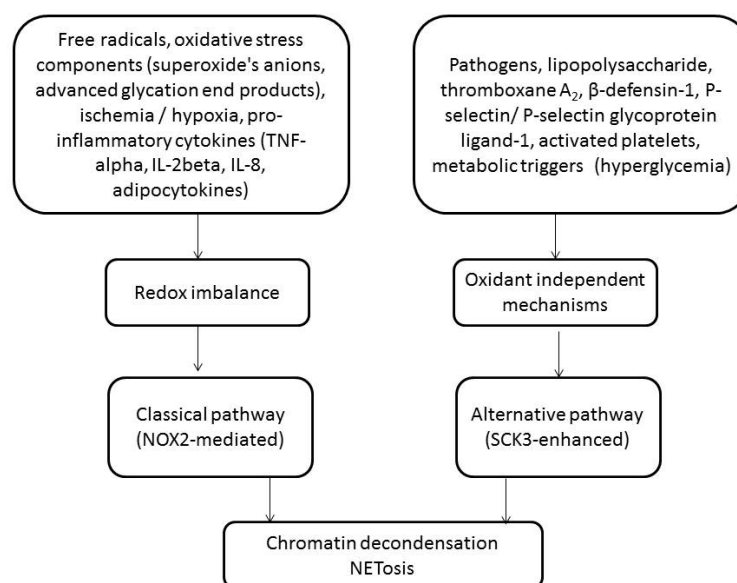 Free radicals, oxidative stress
components (superoxide's anions,
advanced glycation end products),
ischemia / hypoxia, pro-
inflammatory cytokines (TNF-
alpha, IL-2beta, IL-8,
adipocytokines)
Pathogens, lipopolysaccharide,
thromboxane A₂, β-defensin-1, P-
selectin/ P-selectin glycoprotein
ligand-1, activated platelets,
metabolic triggers (hyperglycemia)
Redox imbalance
Oxidant independent
mechanisms
Classical pathway
(NOX2-mediated)
Alternative pathway
(SCK3-enhanced)
Chromatin decondensation
NETosis